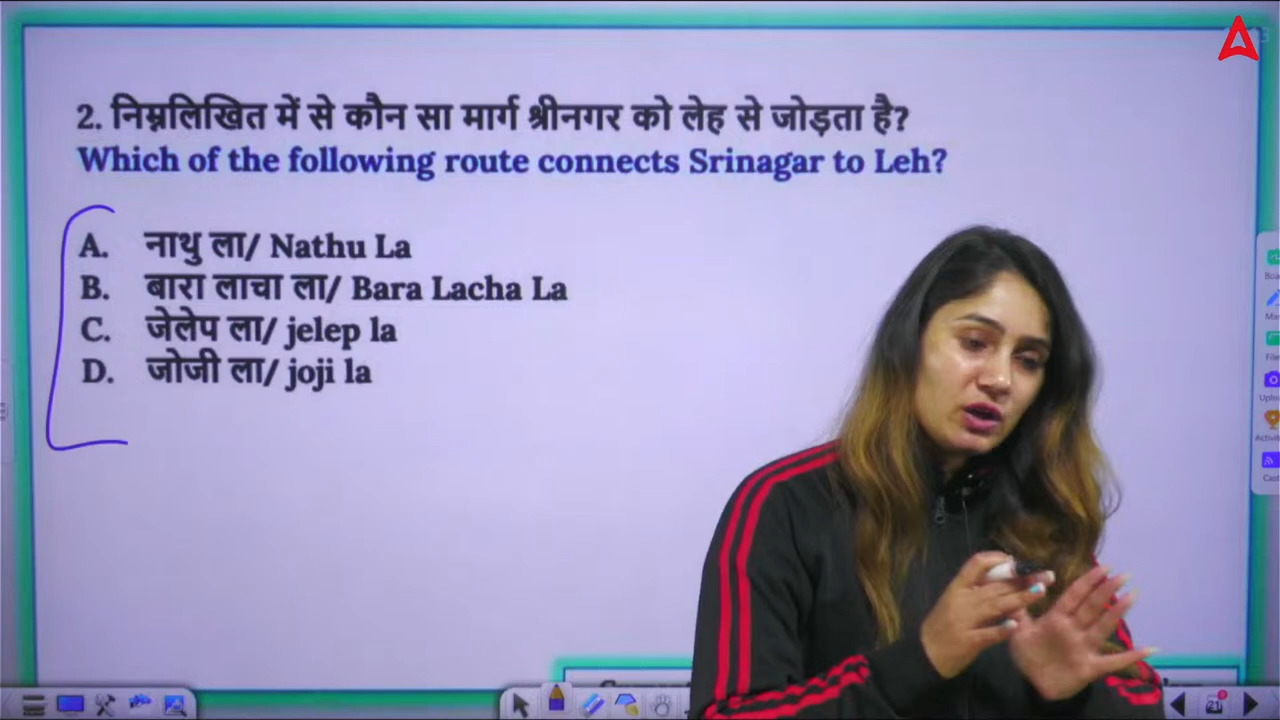 2. निम्नलिखित में से कौन सा मार्ग श्रीनगर को लेह से जोड़ता है?
Which of the following route connects Srinagar to Leh?
A. नाथु ला/ Nathu La
B. बारा लाचा ला/ Bara Lacha La
C. जेलेप ला/ jelep la
D. जोजी ला/ joji la
21